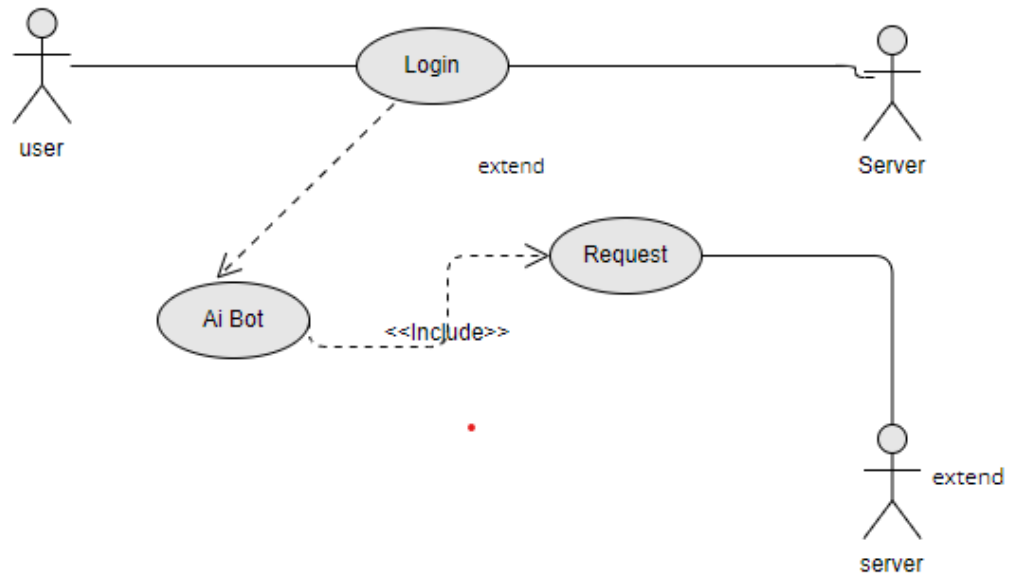 Login
user
Server
extend
Request
Ai Bot
<<Include>>
extend
server